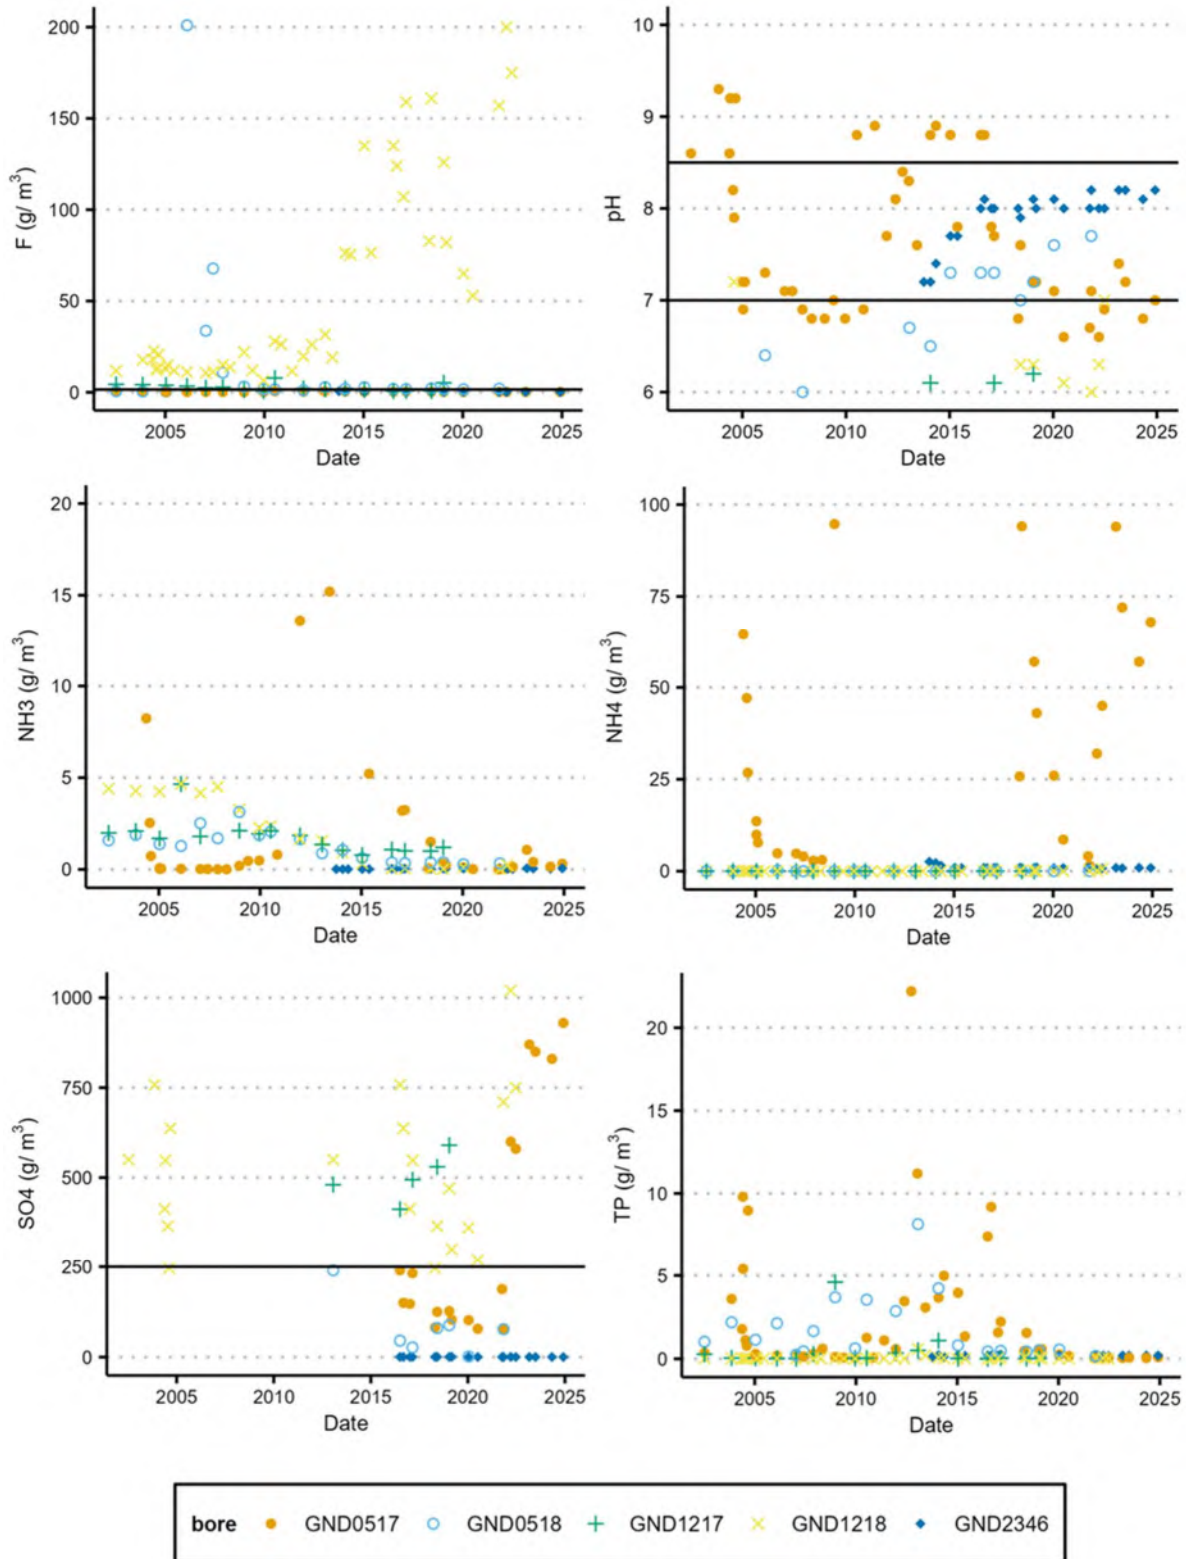 F (g/ m³)
200
150
100
50
0
2005 2010 2015 2020 2025
Date
pH
10
9
8
7
6
2005 2010 2015 2020 2025
Date
NH3 (g/ m³)
20
15
10
5
0
2005 2010 2015 2020 2025
Date
NH4 (g/ m³)
100
75
50
25
0
2005 2010 2015 2020 2025
Date
SO4 (g/ m³)
1000
750
500
250
0
2005 2010 2015 2020 2025
Date
TP (g/ m³)
20
15
10
5
0
2005 2010 2015 2020 2025
Date
bore GND0517 GND0518 GND1217 GND1218 GND2346